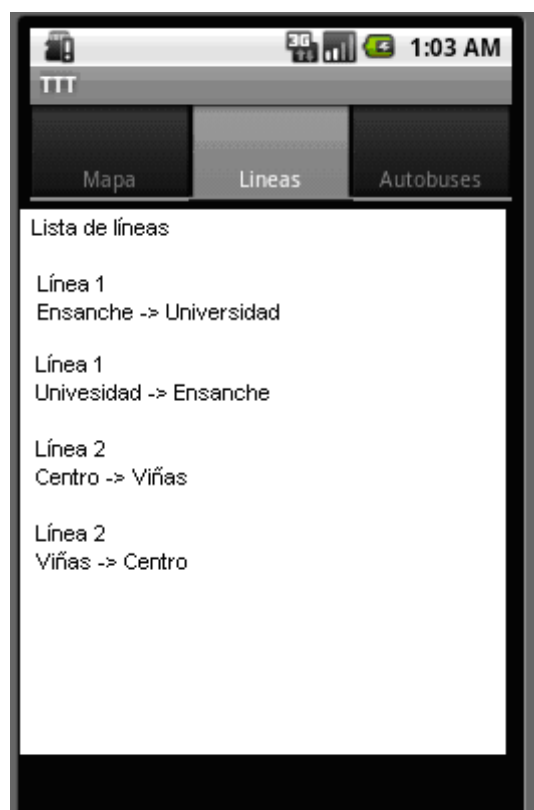 3G
1:03 AM
TTT
Mapa
Lineas
Autobuses
Lista de líneas
Línea 1
Ensanche -> Universidad
Línea 1
Univesidad -> Ensanche
Línea 2
Centro -> Viñas
Línea 2
Viñas -> Centro